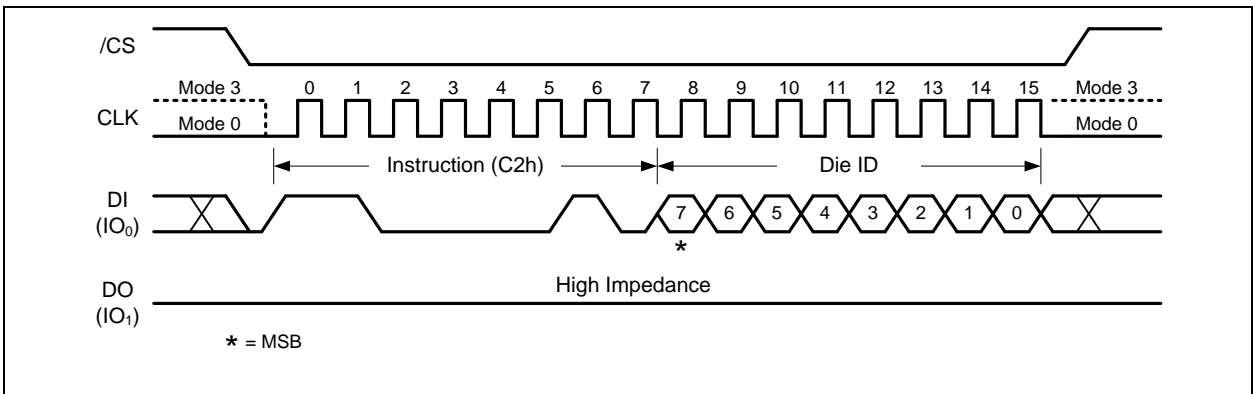 /CS
Mode 3 0 1 2 3 4 5 6 7 8 9 10 11 12 13 14 15 Mode 3
CLK
Mode 0 Mode 0
Instruction (C2h) Die ID
DI
(IO₀)
7 6 5 4 3 2 1 0
*
High Impedance
DO
(IO₁)
* = MSB